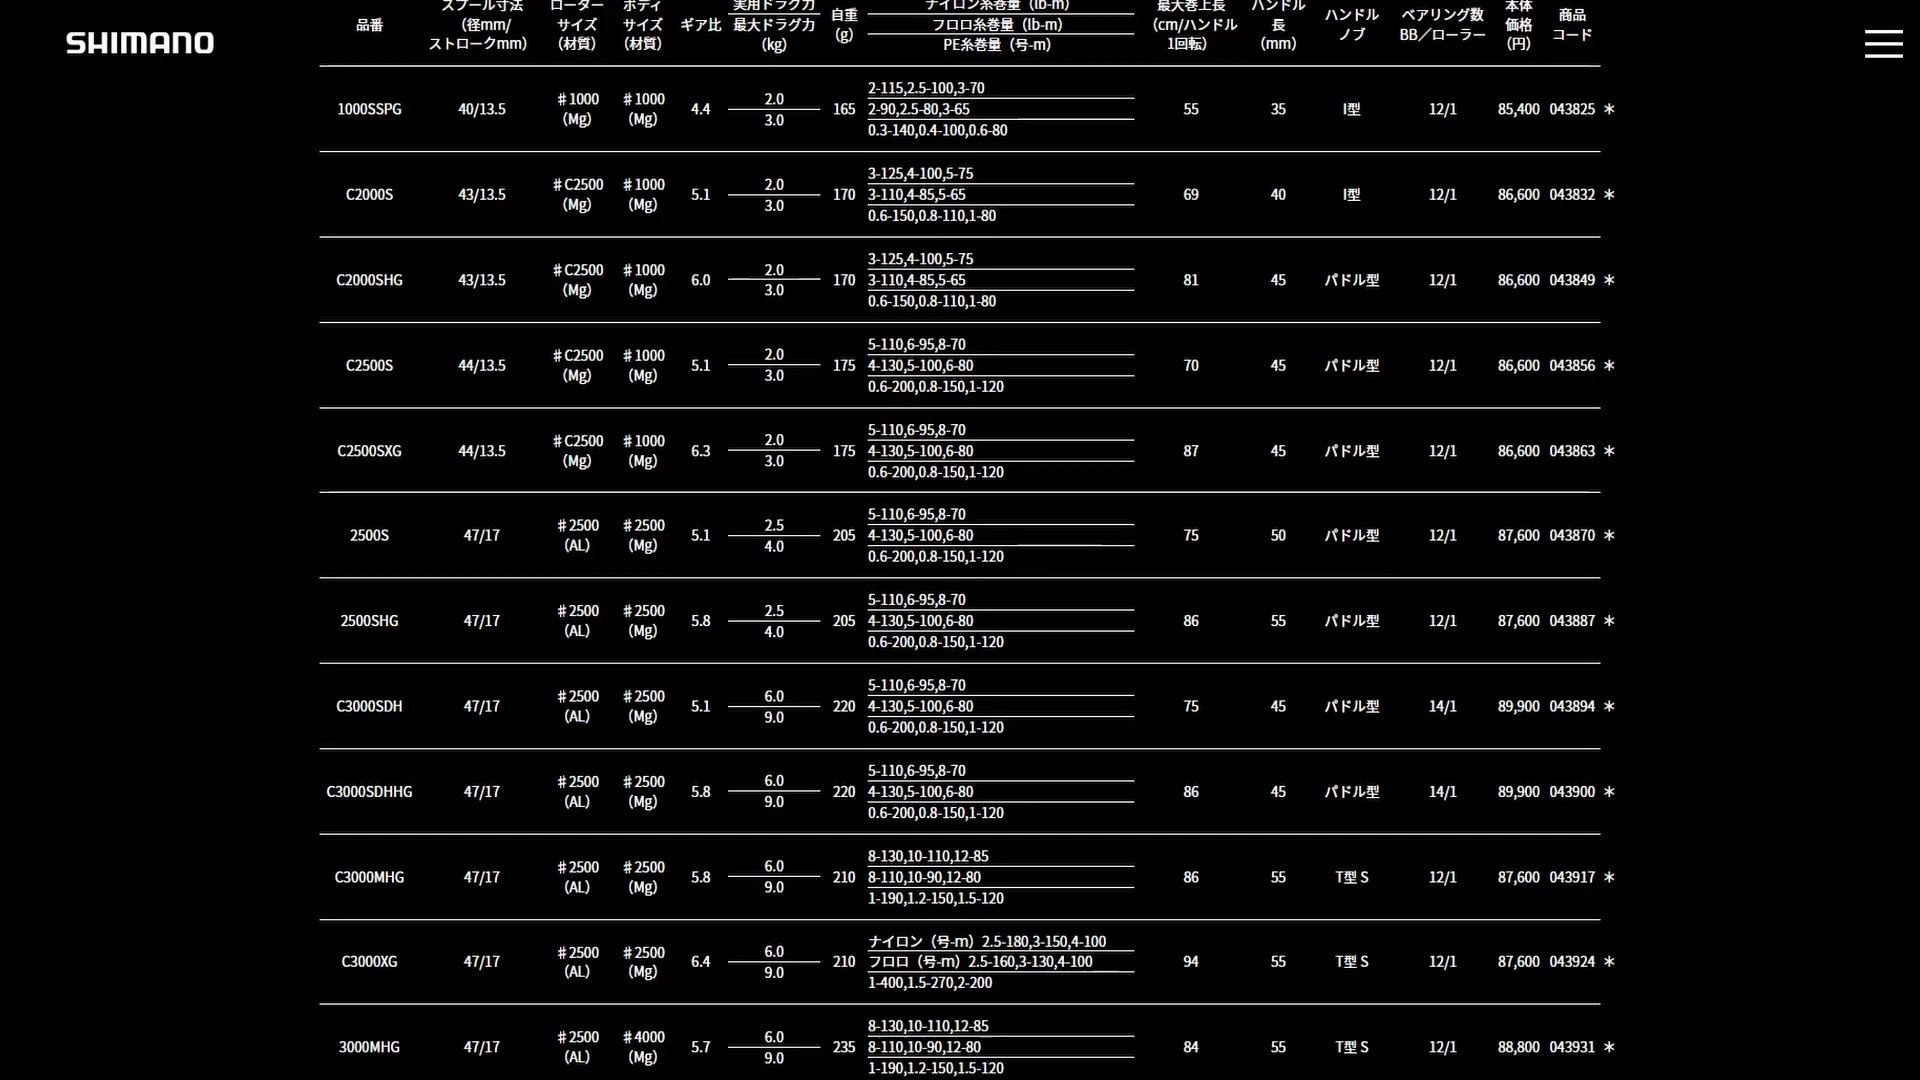 SHIMANO
品番 スプール寸法 (径mm/ストロークmm) ローターサイズ (材質) ボディサイズ (材質) ギア比 実用ドラグ力 最大ドラグ力 (kg) 自重 (g) ナイロン糸巻量 (lb-m) フロロ糸巻量 (lb-m) PE糸巻量 (号-m) 最大巻上長 (cm/ハンドル1回転) ハンドル長 (mm) ハンドルノブ ベアリング数 BB/ローラー 本体価格 (円) 商品コード
1000SSPG 40/13.5 #1000 (Mg) #1000 (Mg) 4.4 2.0 3.0 165 2-115,2.5-100,3-70 2-90,2.5-80,3-65 0.3-140,0.4-100,0.6-80 55 35 I型 12/1 85,400 043825 *
C2000S 43/13.5 #C2500 (Mg) #1000 (Mg) 5.1 2.0 3.0 170 3-125,4-100,5-75 3-110,4-85,5-65 0.6-150,0.8-110,1-80 69 40 I型 12/1 86,600 043832 *
C2000SHG 43/13.5 #C2500 (Mg) #1000 (Mg) 6.0 2.0 3.0 170 3-125,4-100,5-75 3-110,4-85,5-65 0.6-150,0.8-110,1-80 81 45 パドル型 12/1 86,600 043849 *
C2500S 44/13.5 #C2500 (Mg) #1000 (Mg) 5.1 2.0 3.0 175 5-110,6-95,8-70 4-130,5-100,6-80 0.6-200,0.8-150,1-120 70 45 パドル型 12/1 86,600 043856 *
C2500SXG 44/13.5 #C2500 (Mg) #1000 (Mg) 6.3 2.0 3.0 175 5-110,6-95,8-70 4-130,5-100,6-80 0.6-200,0.8-150,1-120 87 45 パドル型 12/1 86,600 043863 *
2500S 47/17 #2500 (AL) #2500 (Mg) 5.1 2.5 4.0 205 5-110,6-95,8-70 4-130,5-100,6-80 0.6-200,0.8-150,1-120 75 50 パドル型 12/1 87,600 043870 *
2500SHG 47/17 #2500 (AL) #2500 (Mg) 5.8 2.5 4.0 205 5-110,6-95,8-70 4-130,5-100,6-80 0.6-200,0.8-150,1-120 86 55 パドル型 12/1 87,600 043887 *
C3000SDH 47/17 #2500 (AL) #2500 (Mg) 5.1 6.0 9.0 220 5-110,6-95,8-70 4-130,5-100,6-80 0.6-200,0.8-150,1-120 75 45 パドル型 14/1 89,900 043894 *
C3000SDHHG 47/17 #2500 (AL) #2500 (Mg) 5.8 6.0 9.0 220 5-110,6-95,8-70 4-130,5-100,6-80 0.6-200,0.8-150,1-120 86 45 パドル型 14/1 89,900 043900 *
C3000MHG 47/17 #2500 (AL) #2500 (Mg) 5.8 6.0 9.0 210 8-130,10-110,12-85 8-110,10-90,12-80 1-190,1.2-150,1.5-120 86 55 T型 S 12/1 87,600 043917 *
C3000XG 47/17 #2500 (AL) #2500 (Mg) 6.4 6.0 9.0 210 ナイロン (号-m) 2.5-180,3-150,4-100 フロロ (号-m) 2.5-160,3-130,4-100 1-400,1.5-270,2-200 94 55 T型 S 12/1 87,600 043924 *
3000MHG 47/17 #2500 (AL) #4000 (Mg) 5.7 6.0 9.0 235 8-130,10-110,12-85 8-110,10-90,12-80 1-190,1.2-150,1.5-120 84 55 T型 S 12/1 88,800 043931 *